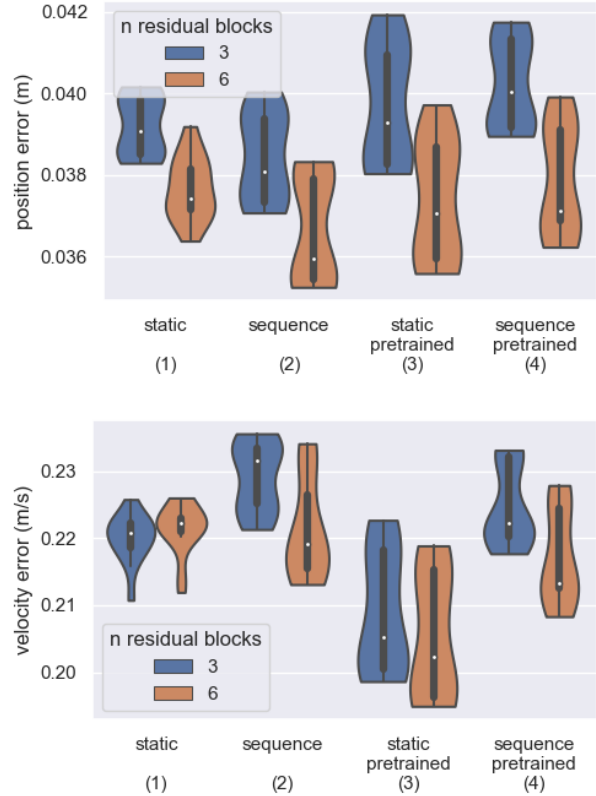 0.042
n residual blocks
3
6
0.040
0.038
0.036
position error (m)
static sequence static pretrained sequence pretrained
(1) (2) (3) (4)
0.23
0.22
0.21
0.20
velocity error (m/s)
n residual blocks
3
6
static sequence static pretrained sequence pretrained
(1) (2) (3) (4)